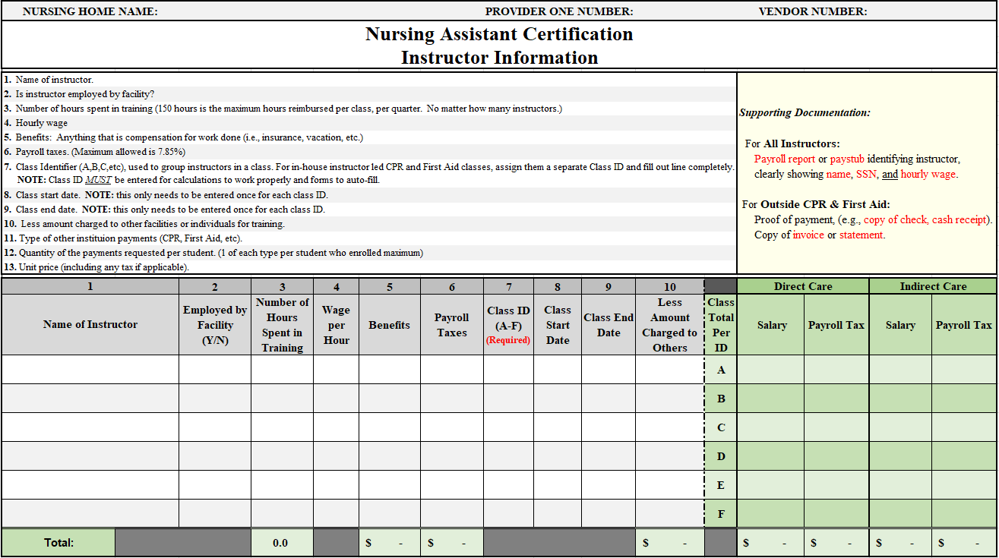 NURSING HOME NAME: PROVIDER ONE NUMBER: VENDOR NUMBER:
Nursing Assistant Certification
Instructor Information
1. Name of instructor.
2. Is instructor employed by facility?
3. Number of hours spent in training (150 hours is the maximum hours reimbursed per class, per quarter. No matter how many instructors.)
4. Hourly wage
5. Benefits: Anything that is compensation for work done (i.e., insurance, vacation, etc.)
6. Payroll taxes. (Maximum allowed is 7.85%)
7. Class Identifier (A,B,C,etc), used to group instructors in a class. For in-house instructor led CPR and First Aid classes, assign them a separate Class ID and fill out line completely.
NOTE: Class ID MUST be entered for calculations to work properly and forms to auto-fill.
8. Class start date. NOTE: this only needs to be entered once for each class ID.
9. Class end date. NOTE: this only needs to be entered once for each class ID.
10. Less amount charged to other facilities or individuals for training.
11. Type of other instituion payments (CPR, First Aid, etc).
12. Quantity of the payments requested per student. (1 of each type per student who enrolled maximum)
13. Unit price (including any tax if applicable).
Supporting Documentation:
For All Instructors:
Payroll report or paystub identifying instructor,
clearly showing name, SSN, and hourly wage.
For Outside CPR & First Aid:
Proof of payment, (e.g., copy of check, cash receipt).
Copy of invoice or statement.
1 2 3 4 5 6 7 8 9 10 Direct Care Indirect Care
Name of Instructor
Employed by
Facility
(Y/N)
Number of
Hours
Spent in
Training
Wage
per
Hour
Benefits
Payroll
Taxes
Class ID
(A-F)
(Required)
Class
Start
Date
Class End
Date
Less
Amount
Charged to
Others
Class
Total
Per
ID
Salary
Payroll Tax
Salary
Payroll Tax
A
B
C
D
E
F
Total: 0.0 $ - $ - $ - $ - $ - $ - $ -